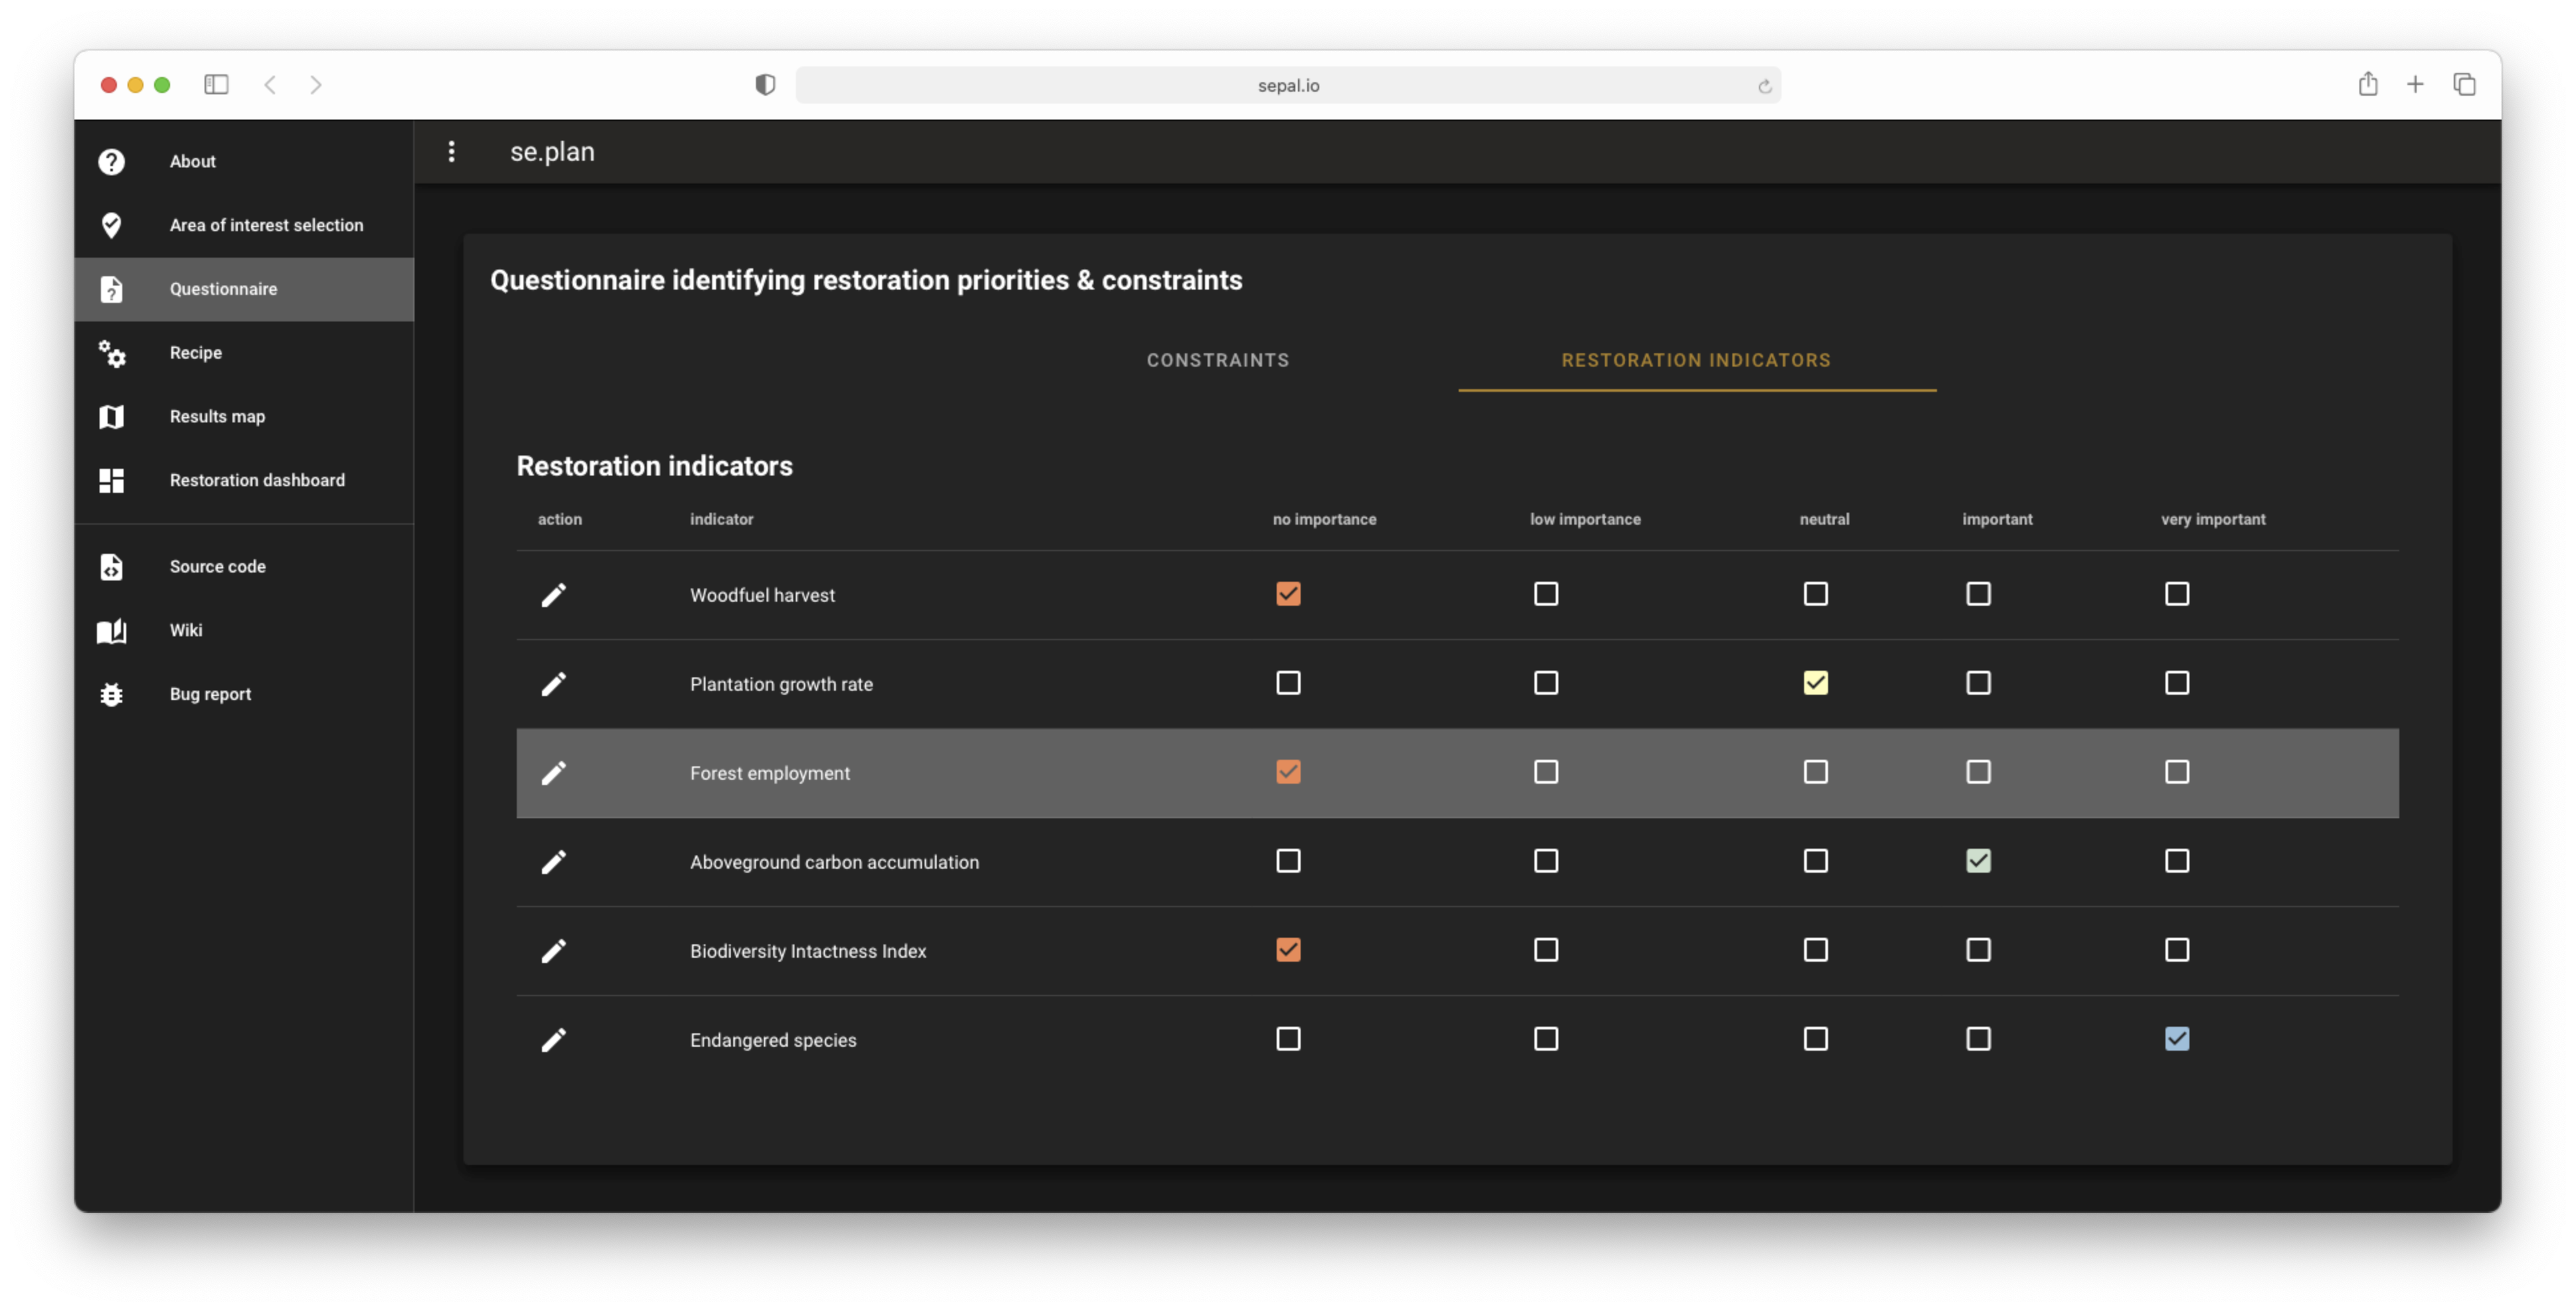 sepal.io
About
Area of interest selection
Questionnaire
Recipe
Results map
Restoration dashboard
Source code
Wiki
Bug report
se.plan
Questionnaire identifying restoration priorities & constraints
CONSTRAINTS RESTORATION INDICATORS
Restoration indicators
action indicator no importance low importance neutral important very important
Woodfuel harvest
Plantation growth rate
Forest employment
Aboveground carbon accumulation
Biodiversity Intactness Index
Endangered species